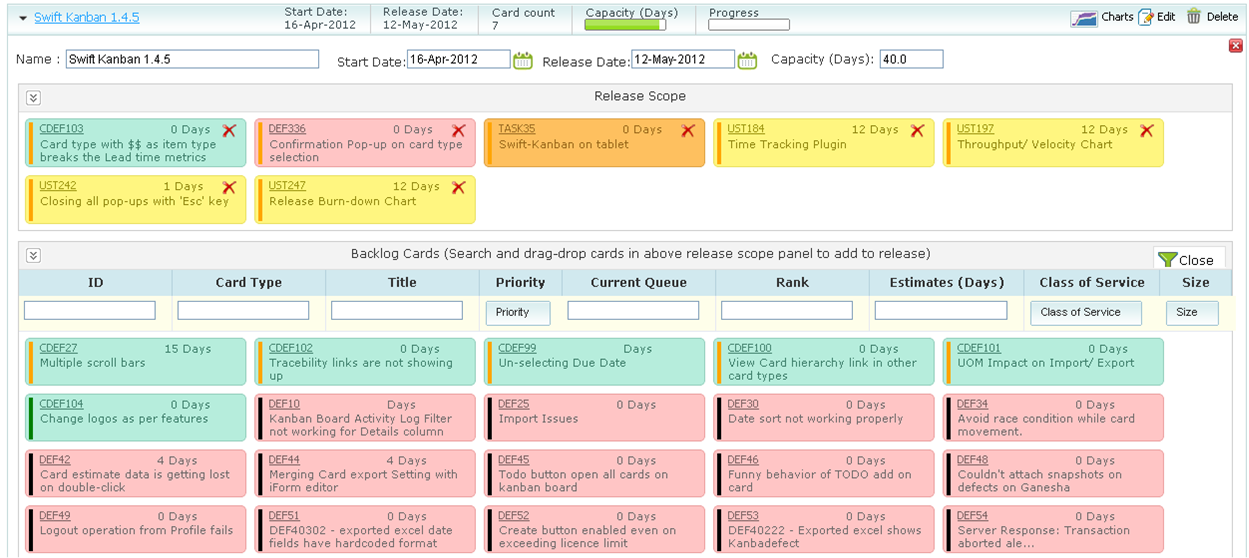 Swift Kanban 1.4.5
Start Date: Release Date: Card count Capacity (Days) Progress
16-Apr-2012 12-May-2012 7
Charts Edit Delete
Name : Swift Kanban 1.4.5 Start Date: 16-Apr-2012 Release Date: 12-May-2012 Capacity (Days): 40.0
Release Scope
CDEF103 0 Days
Card type with $$ as item type
breaks the Lead time metrics
DEF336 0 Days
Confirmation Pop-up on card type
selection
TASK35 0 Days
Swift-Kanban on tablet
UST184 12 Days
Time Tracking Plugin
UST197 12 Days
Throughput/ Velocity Chart
UST242 1 Days
Closing all pop-ups with 'Esc' key
UST247 12 Days
Release Burn-down Chart
Backlog Cards (Search and drag-drop cards in above release scope panel to add to release)
Close
ID Card Type Title Priority Current Queue Rank Estimates (Days) Class of Service Size
Priority Class of Service Size
CDEF27 15 Days
Multiple scroll bars
CDEF102 0 Days
Tracebility links are not showing
up
CDEF99 Days
Un-selecting Due Date
CDEF100 0 Days
View Card hierarchy link in other
card types
CDEF101 0 Days
UOM Impact on Import/ Export
CDEF104 0 Days
Change logos as per features
DEF10 Days
Kanban Board Activity Log Filter
not working for Details column
DEF25 0 Days
Import Issues
DEF30 0 Days
Date sort not working properly
DEF34 0 Days
Avoid race condition while card
movement.
DEF42 4 Days
Card estimate data is getting lost
on double-click
DEF44 4 Days
Merging Card export Setting with
iForm editor
DEF45 0 Days
Todo button open all cards on
kanban board
DEF46 0 Days
Funny behavior of TODO add on
card
DEF48 0 Days
Couldn't attach snapshots on
defects on Ganesha
DEF49 0 Days
Logout operation from Profile fails
DEF51 0 Days
DEF40302 - exported excel date
fields have hardcoded format
DEF52 0 Days
Create button enabled even on
exceeding licence limit
DEF53 0 Days
DEF40222 - Exported excel shows
Kanbadefect
DEF54 0 Days
Server Response: Transaction
aborted ale...